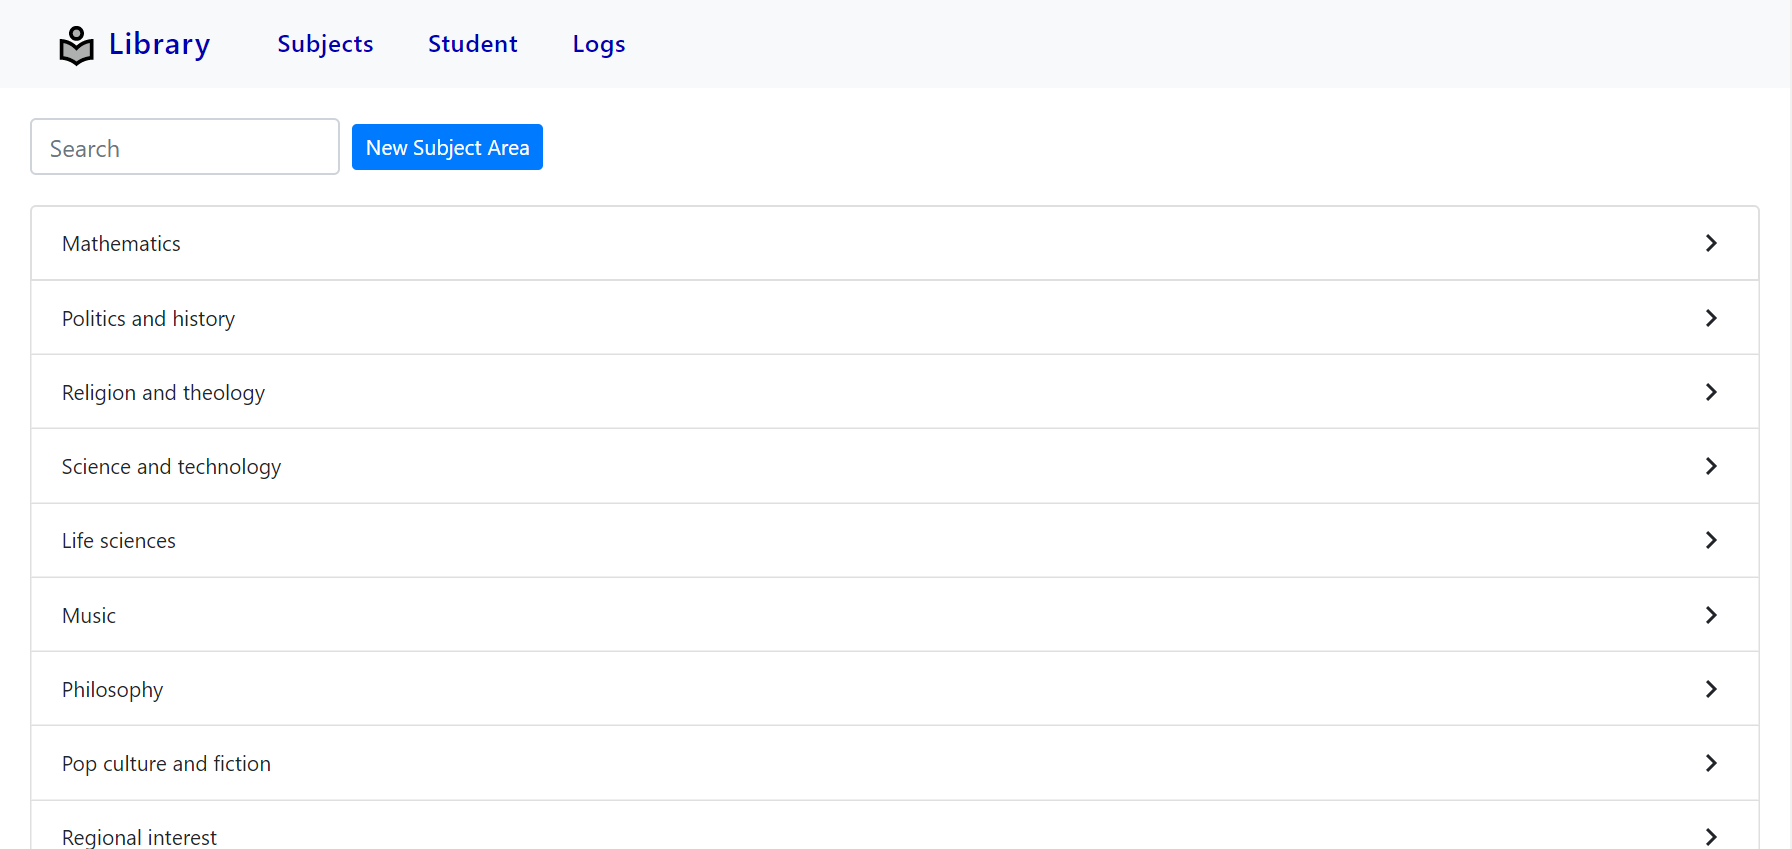 Library Subjects Student Logs
Search New Subject Area
Mathematics
Politics and history
Religion and theology
Science and technology
Life sciences
Music
Philosophy
Pop culture and fiction
Regional interest